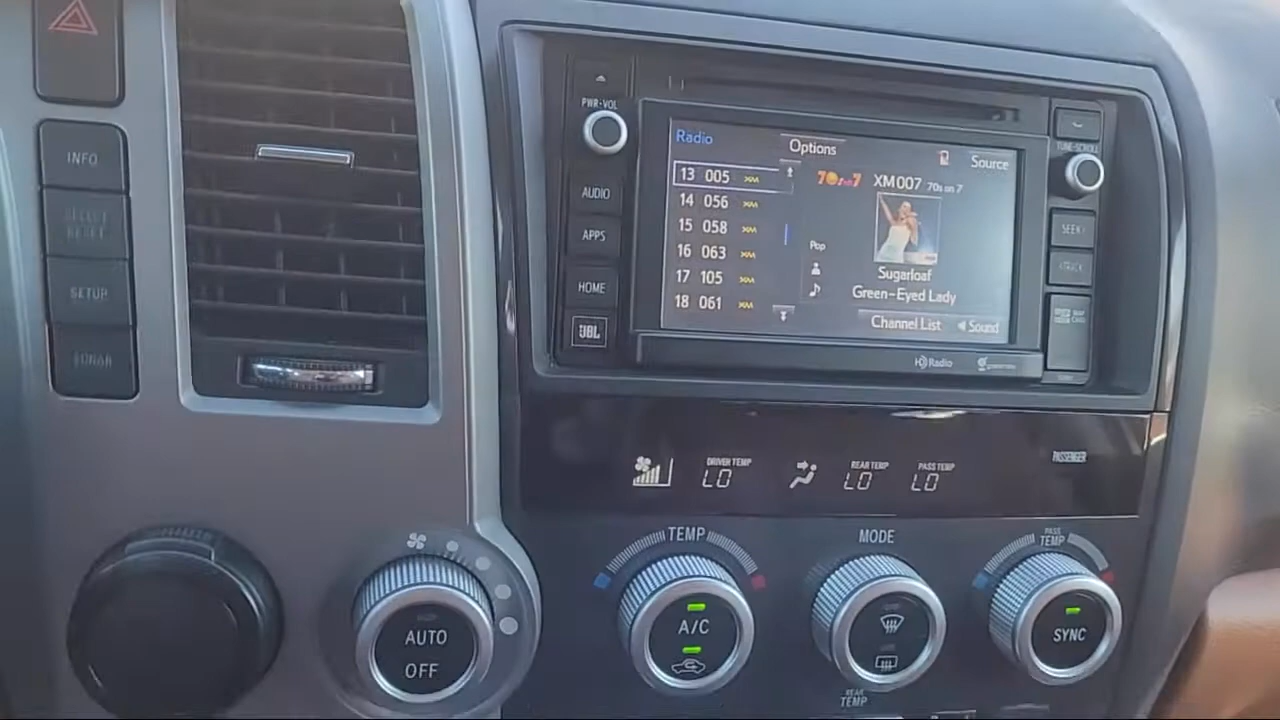 INFO
SELECT
RESET
SETUP
SONAR
PWR·VOL
AUDIO
APPS
HOME
JBL
Radio
Options
Source
13 005 XM
14 056 XM
15 058 XM
16 063 XM
17 105 XM
18 061 XM
70s on 7
XM007 70s on 7
Pop
Sugarloaf
Green-Eyed Lady
Channel List
Sound
HD Radio
TUNE·SCROLL
SEEK
TRACK
DRIVER TEMP
LO
REAR TEMP
LO
PASS TEMP
LO
PASSENGER
AUTO
OFF
TEMP
A/C
MODE
REAR
TEMP
PASS
TEMP
SYNC